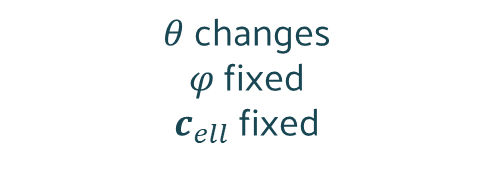 θ changes
φ fixed
c_ell fixed